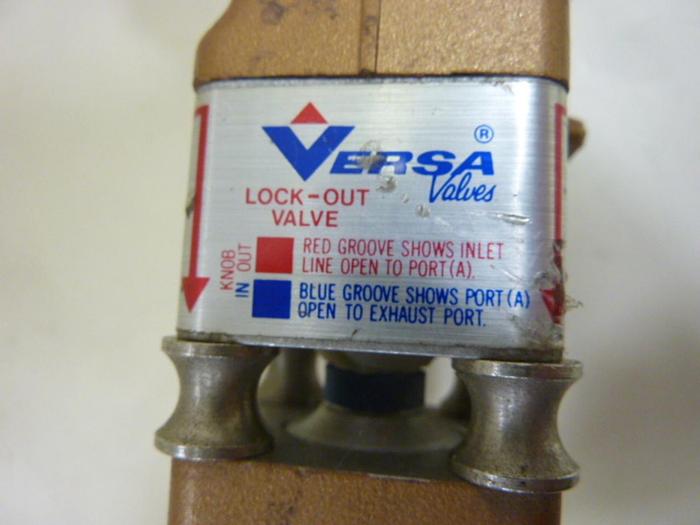 VERSA ®
Valves
LOCK-OUT
VALVE
KNOB
IN OUT
RED GROOVE SHOWS INLET
LINE OPEN TO PORT (A).
BLUE GROOVE SHOWS PORT (A)
OPEN TO EXHAUST PORT.